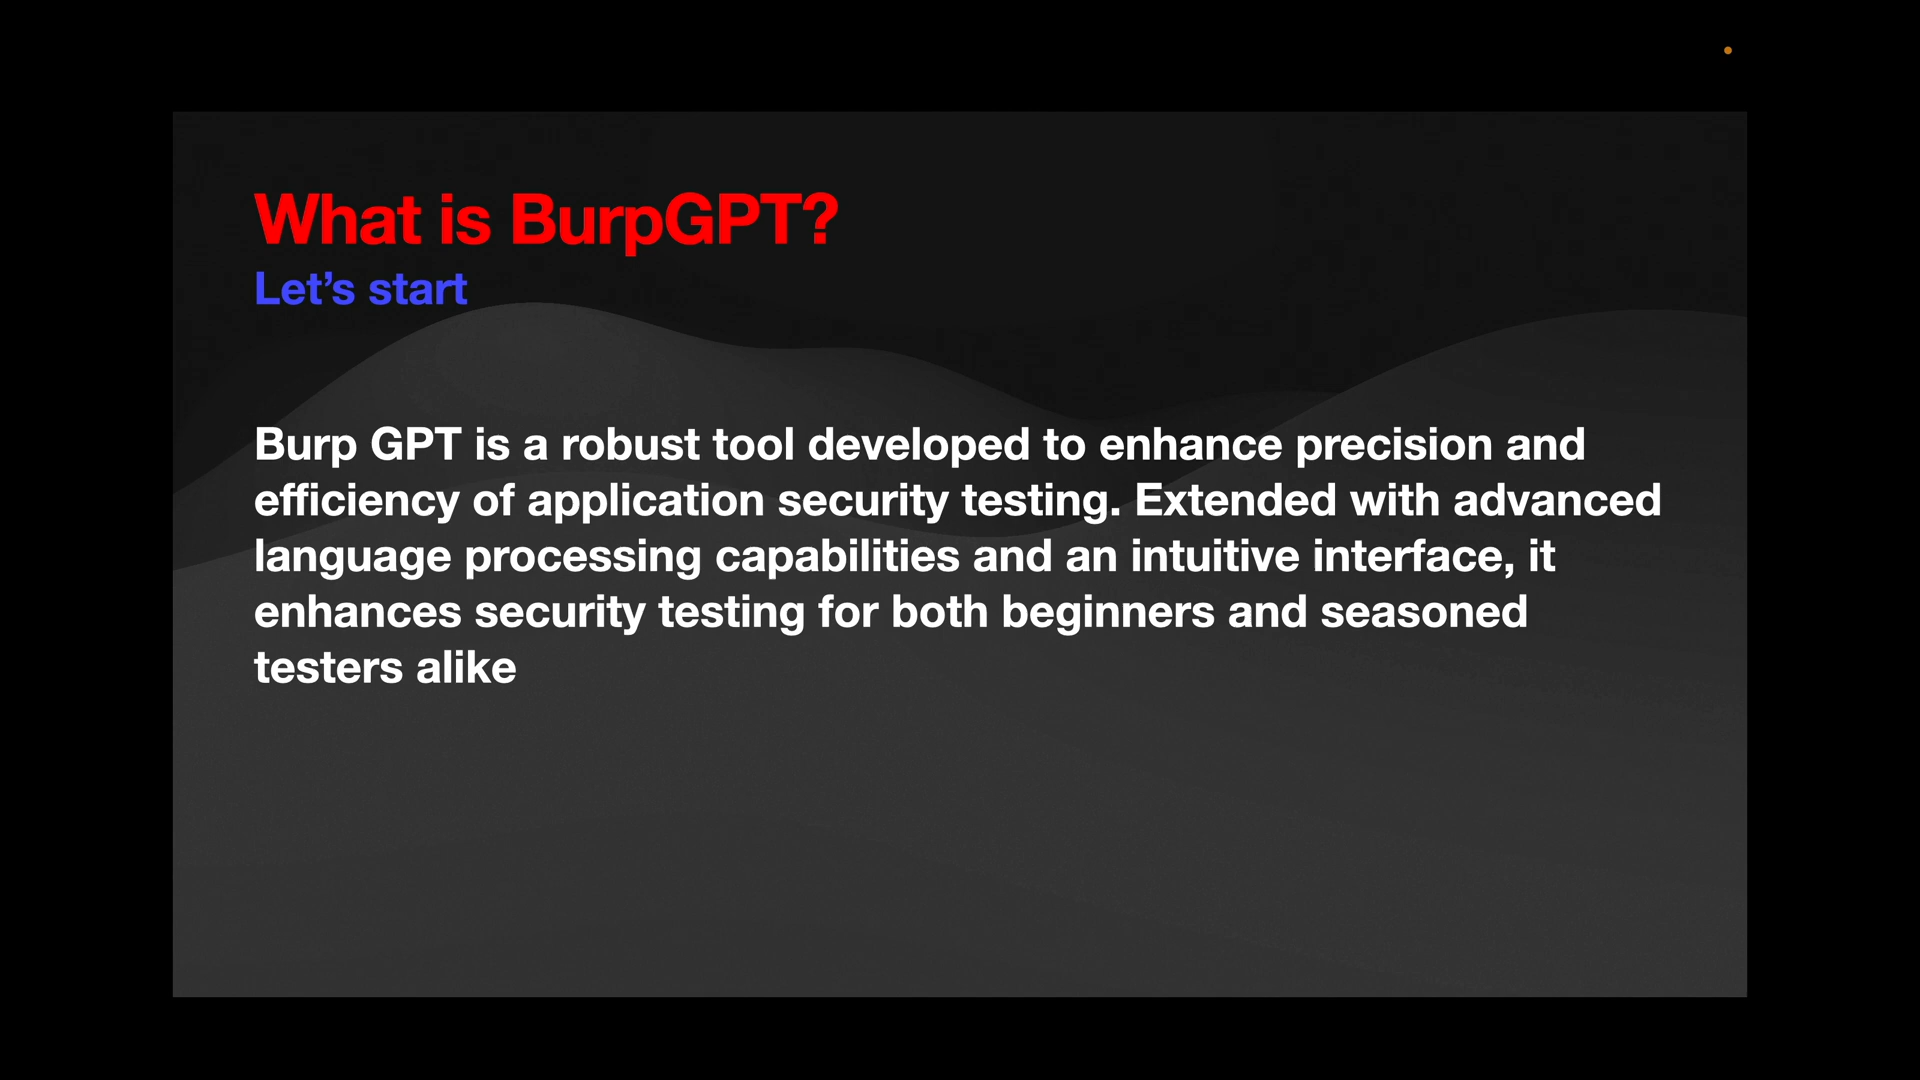 What is BurpGPT?
Let’s start
Burp GPT is a robust tool developed to enhance precision and
efficiency of application security testing. Extended with advanced
language processing capabilities and an intuitive interface, it
enhances security testing for both beginners and seasoned
testers alike